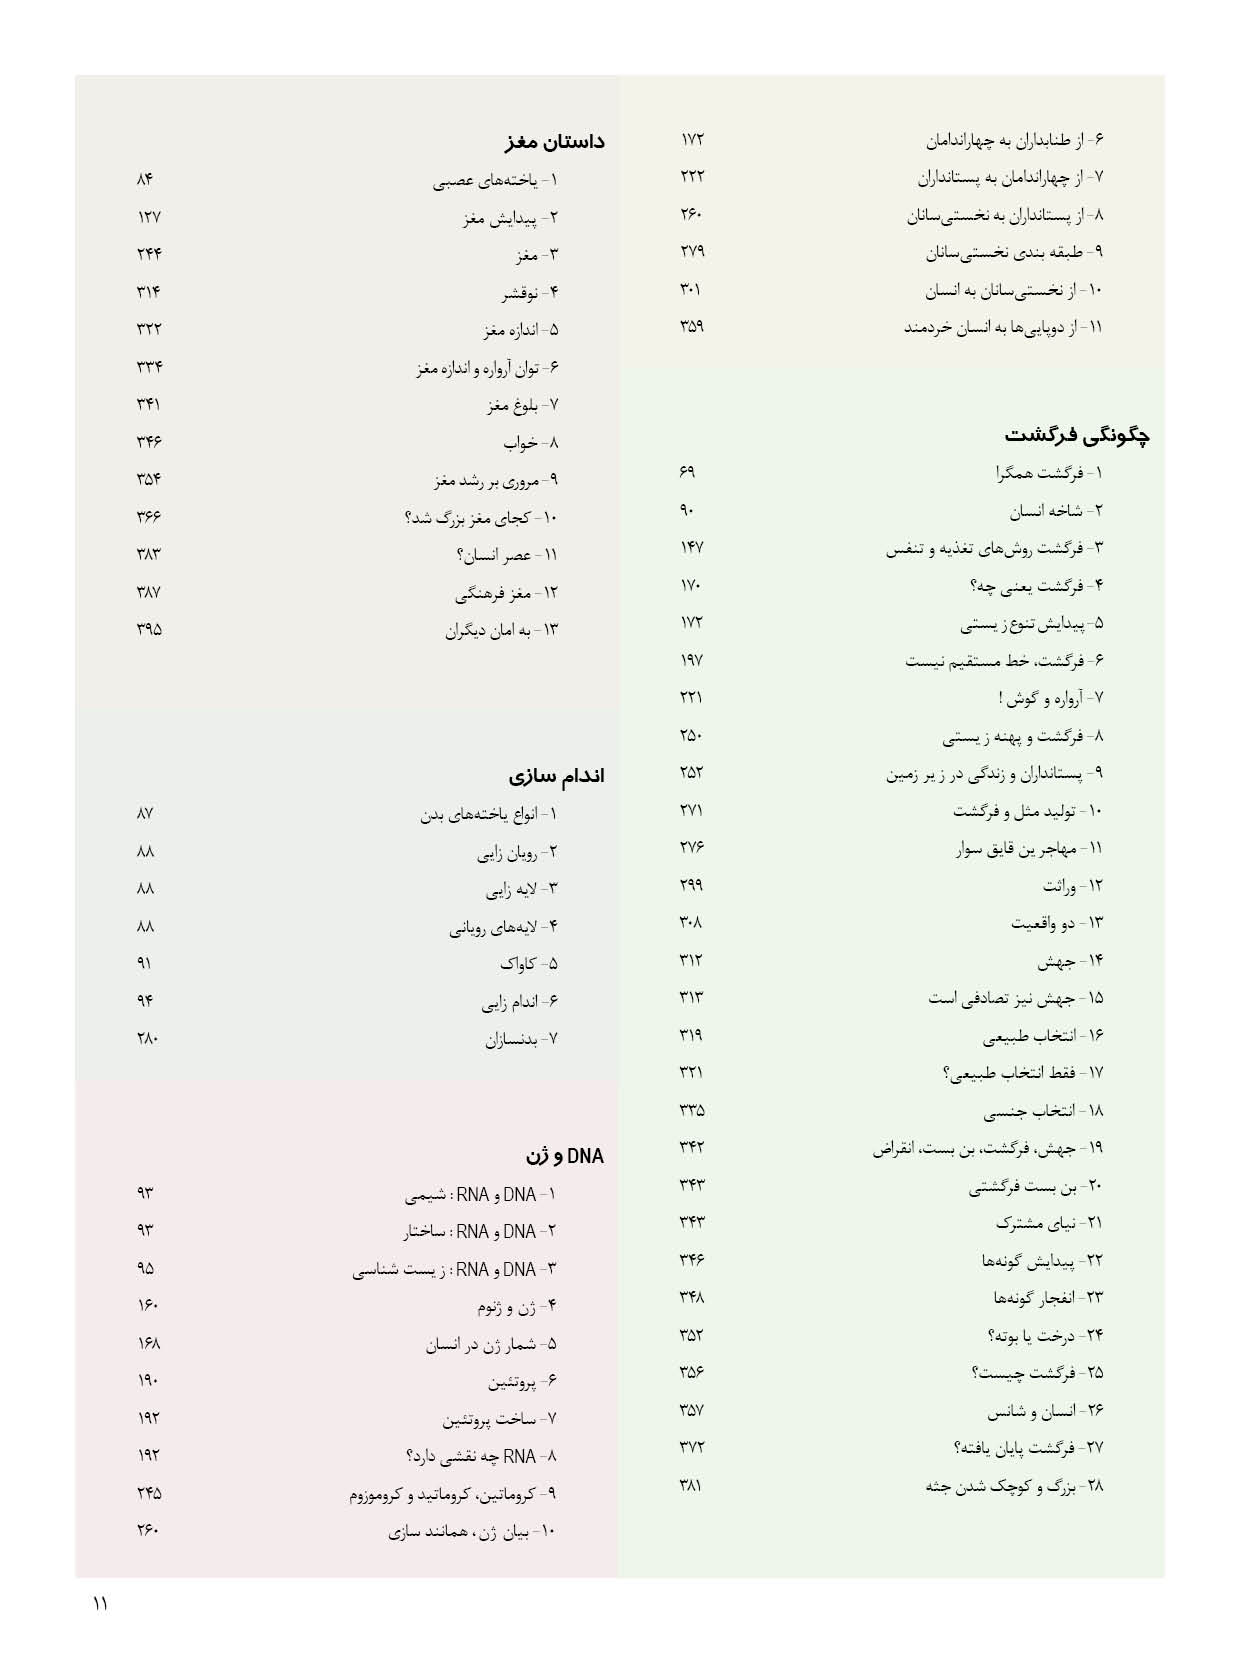 ۶- از طنابداران به چهاراندامان ۱۷۲
۷- از چهاراندامان به پستانداران ۲۲۲
۸- از پستانداران به نخستی‌سانان ۲۶۰
۹- طبقه بندی نخستی‌سانان ۲۷۹
۱۰- از نخستی‌سانان به انسان ۳۰۱
۱۱- از دوپایی‌ها به انسان خردمند ۳۵۹
چگونگی فرگشت
۱- فرگشت همگرا ۶۹
۲- شاخه انسان ۹۰
۳- فرگشت روش‌های تغذیه و تنفس ۱۴۷
۴- فرگشت یعنی چه؟ ۱۷۰
۵- پیدایش تنوع زیستی ۱۷۲
۶- فرگشت، خط مستقیم نیست ۱۹۷
۷- آرواره و گوش ! ۲۲۱
۸- فرگشت و پهنه زیستی ۲۵۰
۹- پستانداران و زندگی در زیر زمین ۲۵۲
۱۰- تولید مثل و فرگشت ۲۷۱
۱۱- مهاجرین قایق سوار ۲۷۶
۱۲- وراثت ۲۹۹
۱۳- دو واقعیت ۳۰۸
۱۴- جهش ۳۱۲
۱۵- جهش نیز تصادفی است ۳۱۳
۱۶- انتخاب طبیعی ۳۱۹
۱۷- فقط انتخاب طبیعی؟ ۳۲۱
۱۸- انتخاب جنسی ۳۳۵
۱۹- جهش، فرگشت، بن بست، انقراض ۳۴۲
۲۰- بن بست فرگشتی ۳۴۳
۲۱- نیای مشترک ۳۴۳
۲۲- پیدایش گونه‌ها ۳۴۶
۲۳- انفجار گونه‌ها ۳۴۸
۲۴- درخت یا بوته؟ ۳۵۲
۲۵- فرگشت چیست؟ ۳۵۶
۲۶- انسان و شانس ۳۵۷
۲۷- فرگشت پایان یافته؟ ۳۷۲
۲۸- بزرگ و کوچک شدن جثه ۳۸۱
داستان مغز
۱- یاخته‌های عصبی ۸۴
۲- پیدایش مغز ۱۲۷
۳- مغز ۲۴۴
۴- نوقشر ۳۱۴
۵- اندازه مغز ۳۲۲
۶- توان آرواره و اندازه مغز ۳۳۴
۷- بلوغ مغز ۳۴۱
۸- خواب ۳۴۶
۹- مروری بر رشد مغز ۳۵۴
۱۰- کجای مغز بزرگ شد؟ ۳۶۶
۱۱- عصر انسان؟ ۳۸۳
۱۲- مغز فرهنگی ۳۸۷
۱۳- به امان دیگران ۳۹۵
اندام سازی
۱- انواع یاخته‌های بدن ۸۷
۲- رویان زایی ۸۸
۳- لایه زایی ۸۸
۴- لایه‌های رویانی ۸۸
۵- کاواک ۹۱
۶- اندام زایی ۹۴
۷- بدنسازان ۲۸۰
DNA و ژن
۱- DNA و RNA : شیمی ۹۳
۲- DNA و RNA : ساختار ۹۳
۳- DNA و RNA : زیست شناسی ۹۵
۴- ژن و ژنوم ۱۶۰
۵- شمار ژن در انسان ۱۶۸
۶- پروتئین ۱۹۰
۷- ساخت پروتئین ۱۹۲
۸- RNA چه نقشی دارد؟ ۱۹۲
۹- کروماتین، کروماتید و کروموزوم ۲۴۵
۱۰- بیان ژن، همانند سازی ۲۶۰
۱۱